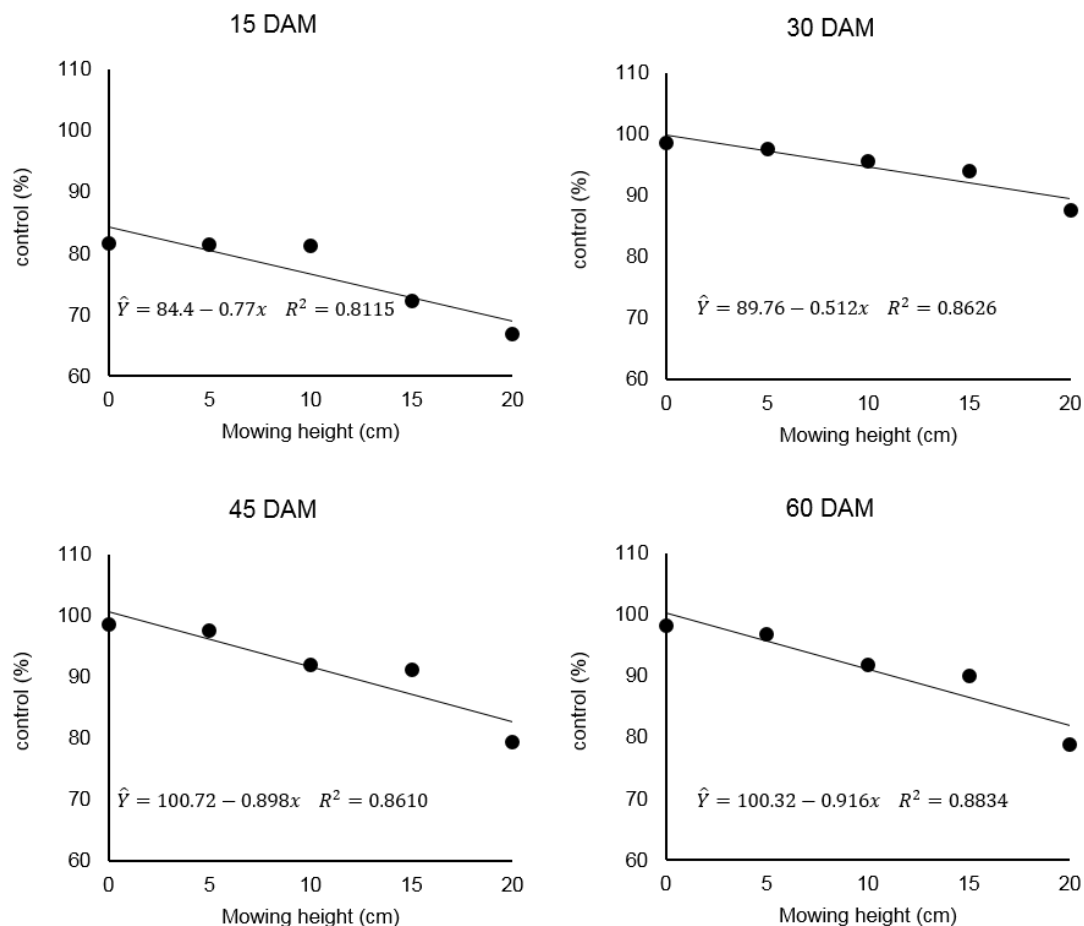 15 DAM
110
100
90
80
70
60
control (%)
Ŷ = 84.4 − 0.77x R² = 0.8115
0 5 10 15 20
Mowing height (cm)
30 DAM
110
100
90
80
70
60
control (%)
Ŷ = 89.76 − 0.512x R² = 0.8626
0 5 10 15 20
Mowing height (cm)
45 DAM
110
100
90
80
70
60
control (%)
Ŷ = 100.72 − 0.898x R² = 0.8610
0 5 10 15 20
Mowing height (cm)
60 DAM
110
100
90
80
70
60
control (%)
Ŷ = 100.32 − 0.916x R² = 0.8834
0 5 10 15 20
Mowing height (cm)